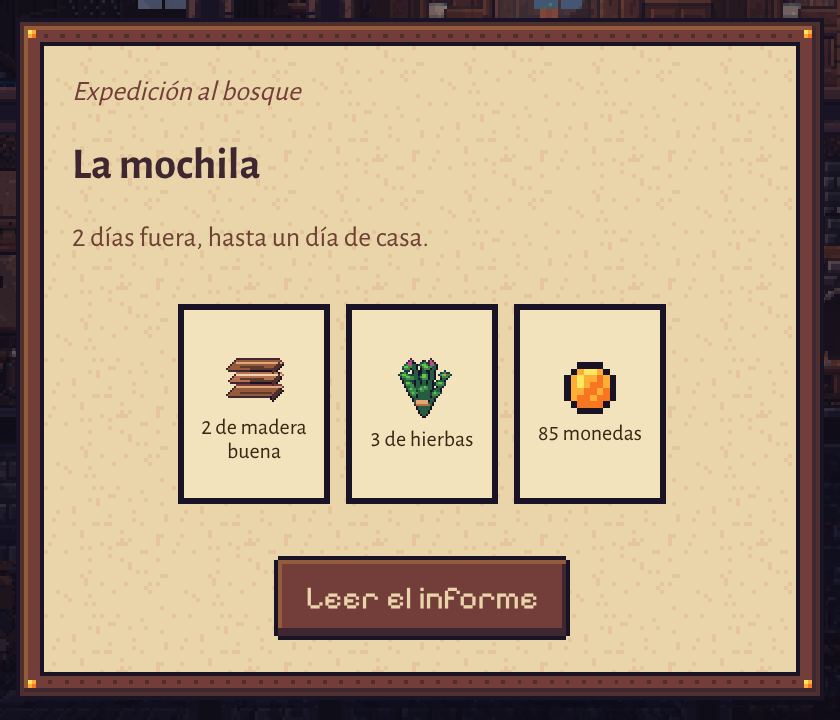 Expedición al bosque
La mochila
2 días fuera, hasta un día de casa.
2 de madera
buena
3 de hierbas
85 monedas
Leer el informe